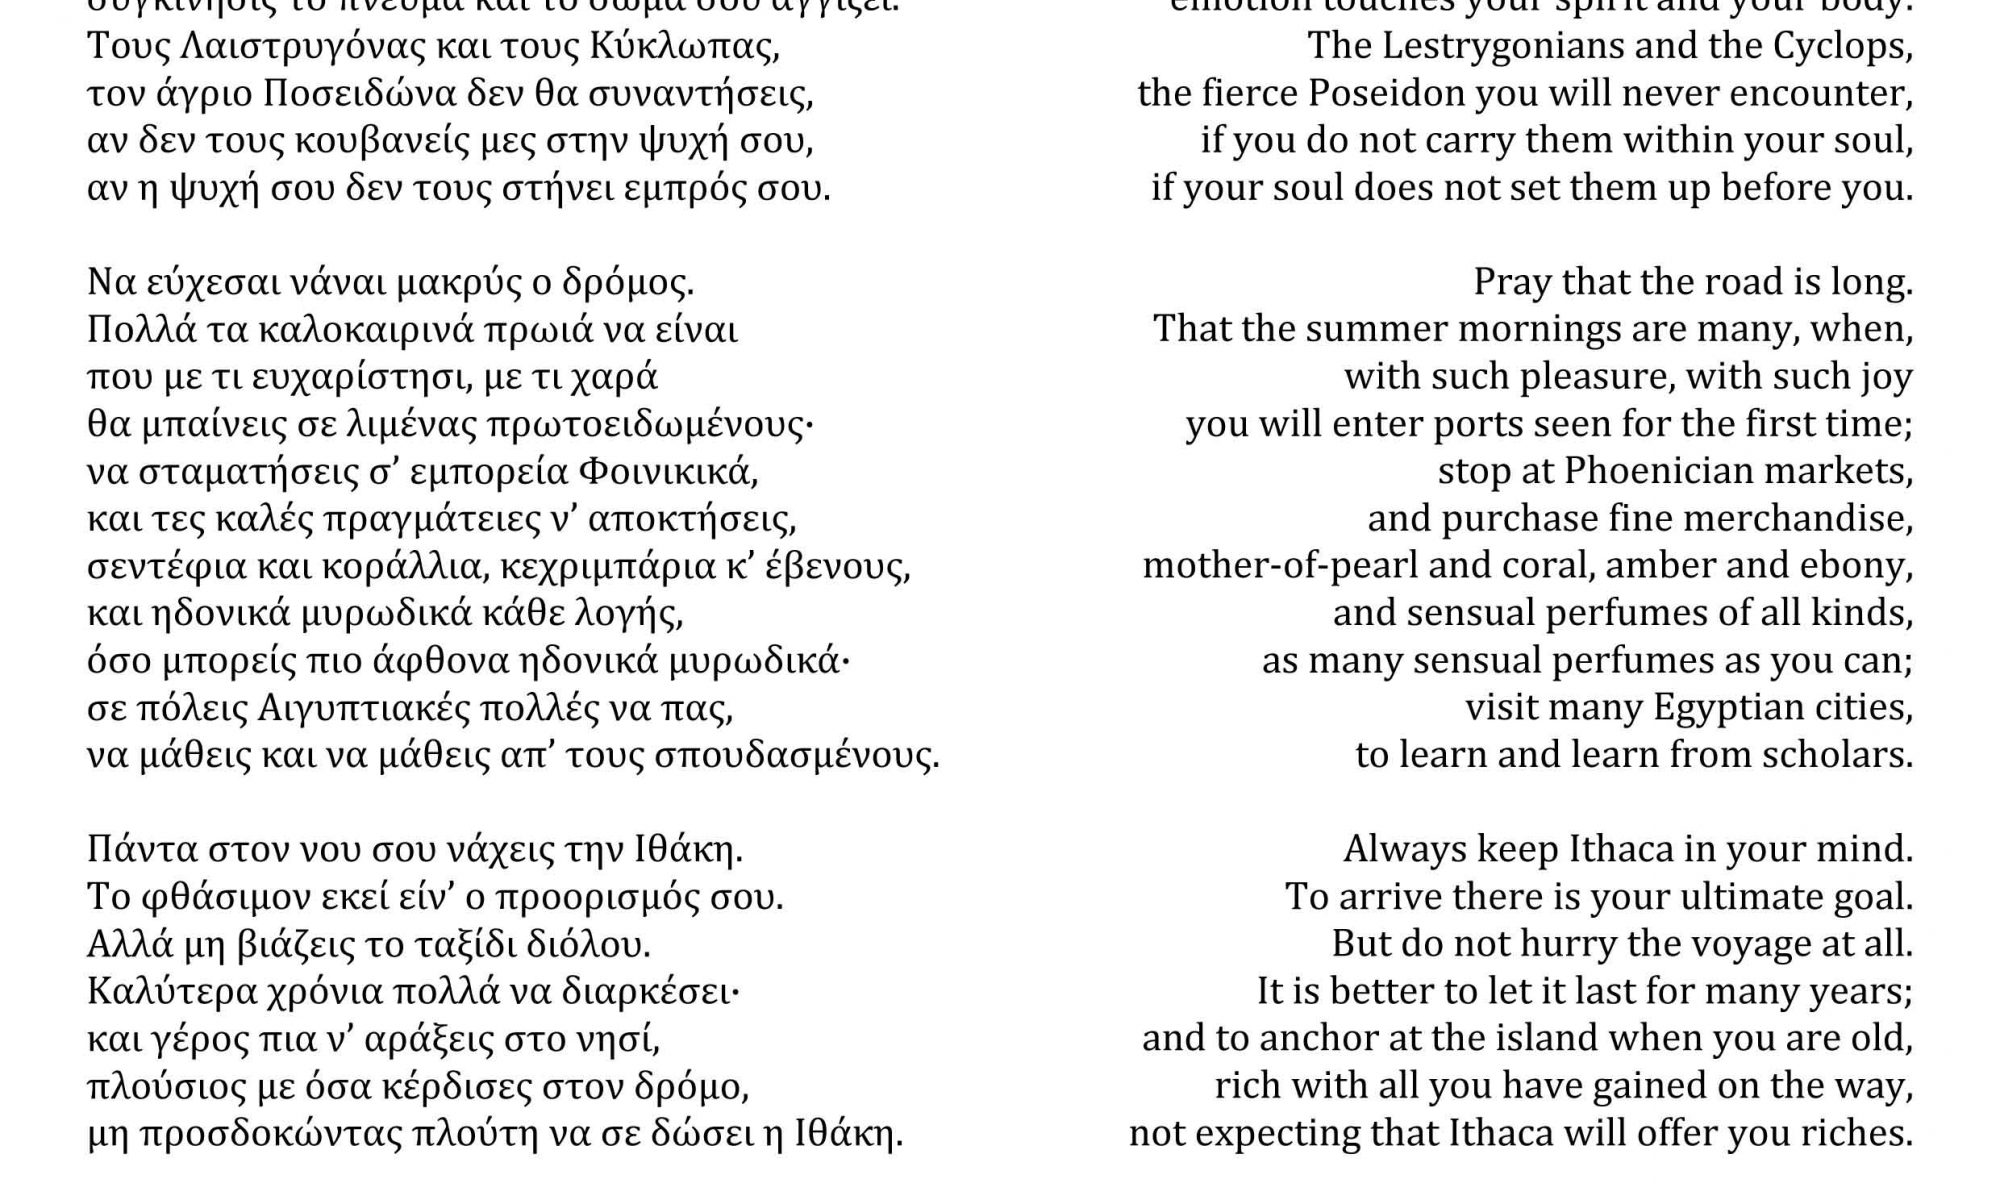 συγκίνησις το πνεύμα και το σώμα σου αγγίζει.
Τους Λαιστρυγόνας και τους Κύκλωπας,
τον άγριο Ποσειδώνα δεν θα συναντήσεις,
αν δεν τους κουβανείς μες στην ψυχή σου,
αν η ψυχή σου δεν τους στήνει εμπρός σου.
Να εύχεσαι νάναι μακρύς ο δρόμος.
Πολλά τα καλοκαιρινά πρωιά να είναι
που με τι ευχαρίστησι, με τι χαρά
θα μπαίνεις σε λιμένας πρωτοειδωμένους·
να σταματήσεις σ’ εμπορεία Φοινικικά,
και τες καλές πραγμάτειες ν’ αποκτήσεις,
σεντέφια και κοράλλια, κεχριμπάρια κ’ έβενους,
και ηδονικά μυρωδικά κάθε λογής,
όσο μπορείς πιο άφθονα ηδονικά μυρωδικά·
σε πόλεις Αιγυπτιακές πολλές να πας,
να μάθεις και να μάθεις απ’ τους σπουδασμένους.
Πάντα στον νου σου νάχεις την Ιθάκη.
Το φθάσιμον εκεί είν’ ο προορισμός σου.
Αλλά μη βιάζεις το ταξίδι διόλου.
Καλύτερα χρόνια πολλά να διαρκέσει·
και γέρος πια ν’ αράξεις στο νησί,
πλούσιος με όσα κέρδισες στον δρόμο,
μη προσδοκώντας πλούτη να σε δώσει η Ιθάκη.
emotion touches your spirit and your body.
The Lestrygonians and the Cyclops,
the fierce Poseidon you will never encounter,
if you do not carry them within your soul,
if your soul does not set them up before you.
Pray that the road is long.
That the summer mornings are many, when,
with such pleasure, with such joy
you will enter ports seen for the first time;
stop at Phoenician markets,
and purchase fine merchandise,
mother-of-pearl and coral, amber and ebony,
and sensual perfumes of all kinds,
as many sensual perfumes as you can;
visit many Egyptian cities,
to learn and learn from scholars.
Always keep Ithaca in your mind.
To arrive there is your ultimate goal.
But do not hurry the voyage at all.
It is better to let it last for many years;
and to anchor at the island when you are old,
rich with all you have gained on the way,
not expecting that Ithaca will offer you riches.